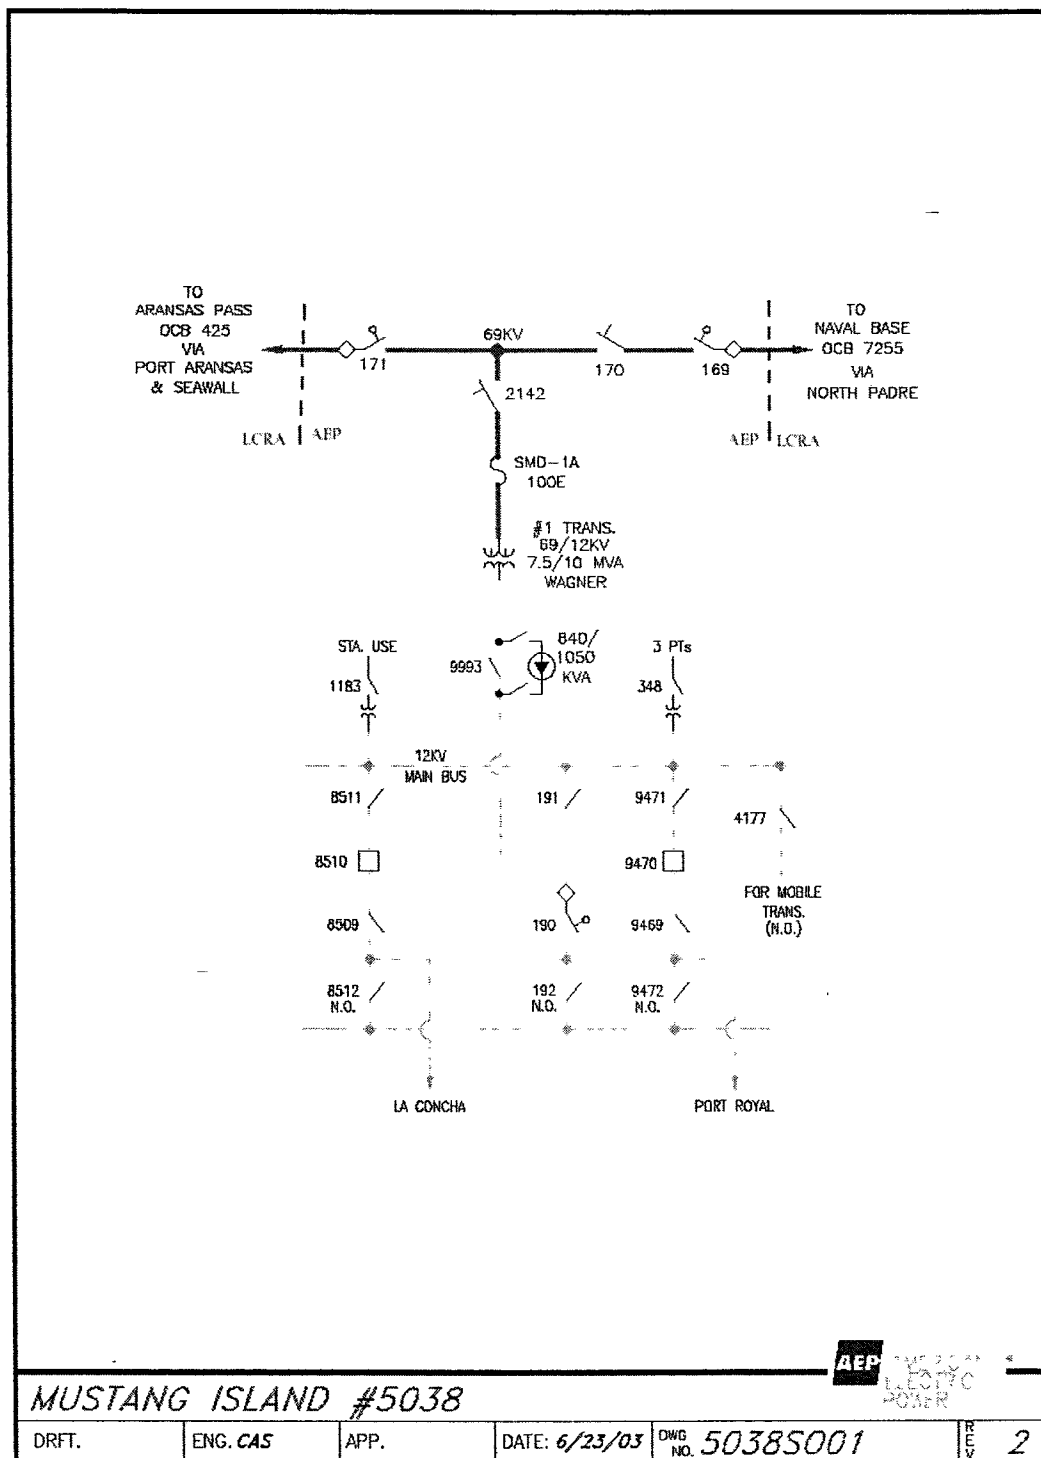 TO
ARANSAS PASS
OCB 425
VIA
PORT ARANSAS
& SEAWALL
LCRA
AEP
171
69KV
170
169
2142
TO
NAVAL BASE
OCB 7255
VIA
NORTH PADRE
AEP
LCRA
SMD-1A
100E
#1 TRANS.
69/12KV
7.5/10 MVA
WAGNER
STA. USE
1183
9993
840/
1050
KVA
3 PTs
348
12KV
MAIN BUS
8511
191
9471
4177
8510
9470
FOR MOBILE
TRANS.
(N.O.)
8509
190
9469
8512
N.O.
192
N.O.
9472
N.O.
LA CONCHA
PORT ROYAL
AEP
ELECTRIC
POWER
MUSTANG ISLAND #5038
DRFT.
ENG. CAS
APP.
DATE: 6/23/03
DWG
NO. 5038S001
REV
2